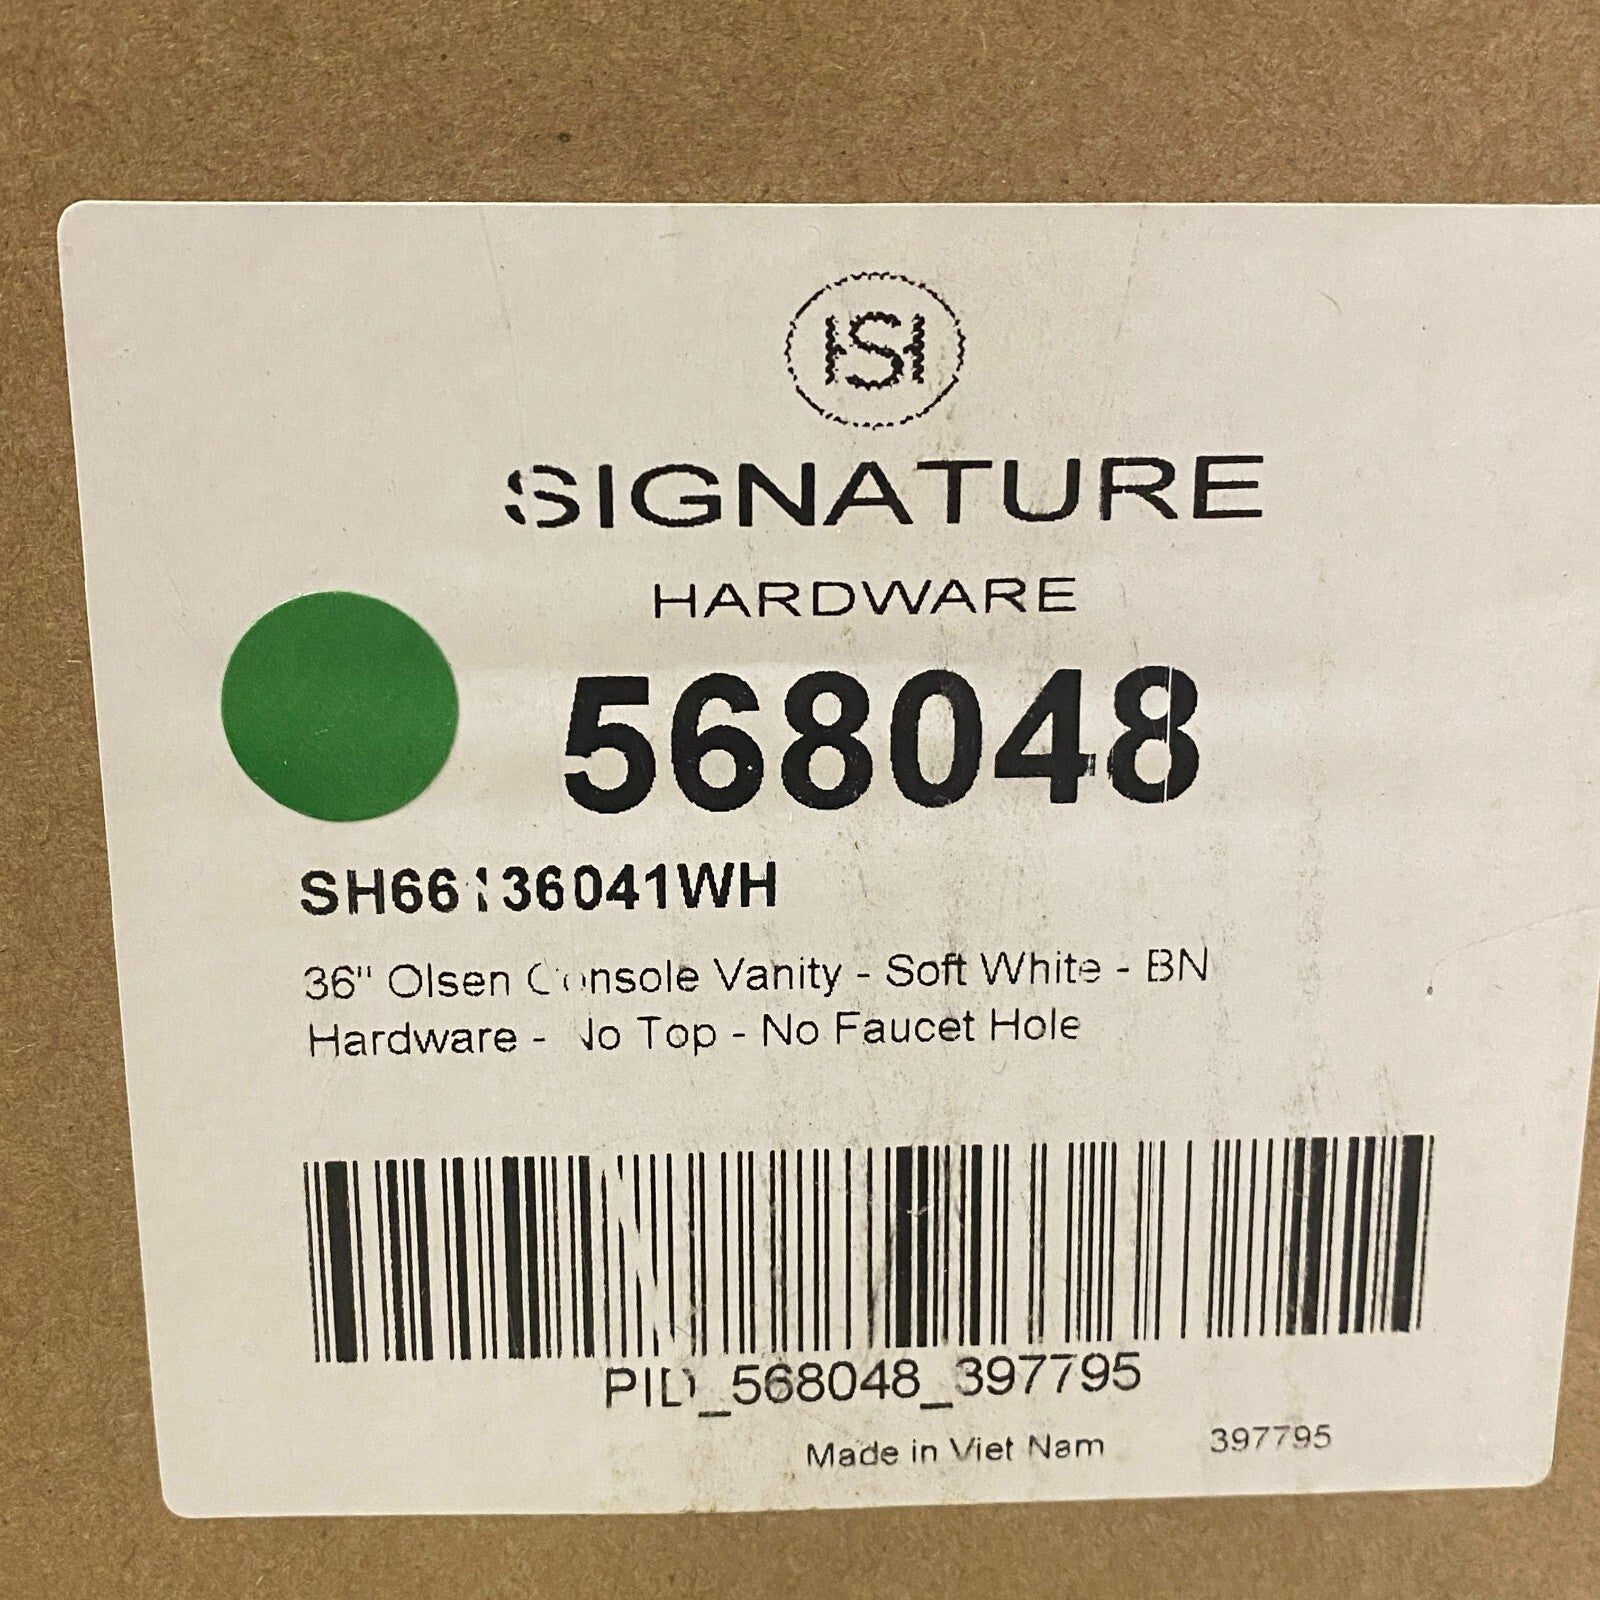 HSH
SIGNATURE
HARDWARE
568048
36" Olsen Console Vanity - Soft White - BN
Hardware - No Top - No Faucet Hole
PID_568048_397795
Made in Viet Nam 397795